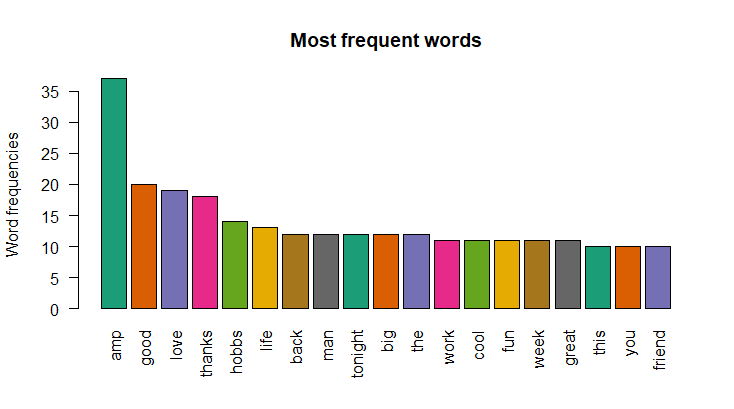 Most frequent words
Word frequencies
35
30
25
20
15
10
5
0
amp
good
love
thanks
hobbs
life
back
man
tonight
big
the
work
cool
fun
week
great
this
you
friend